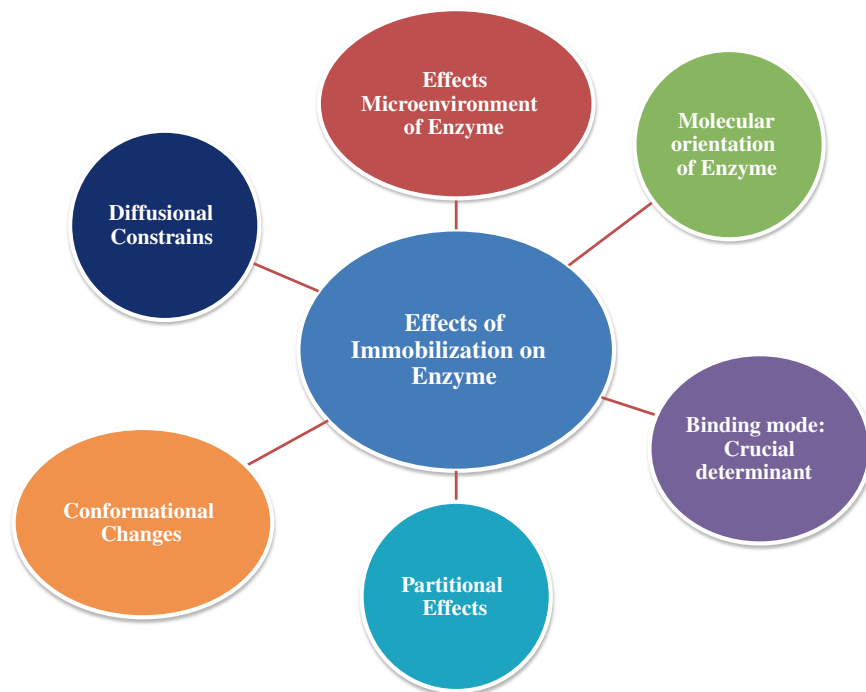 Effects
Microenvironment
of Enzyme
Molecular
orientation
of Enzyme
Diffusional
Constrains
Effects of
Immobilization on
Enzyme
Binding mode:
Crucial
determinant
Conformational
Changes
Partitional
Effects